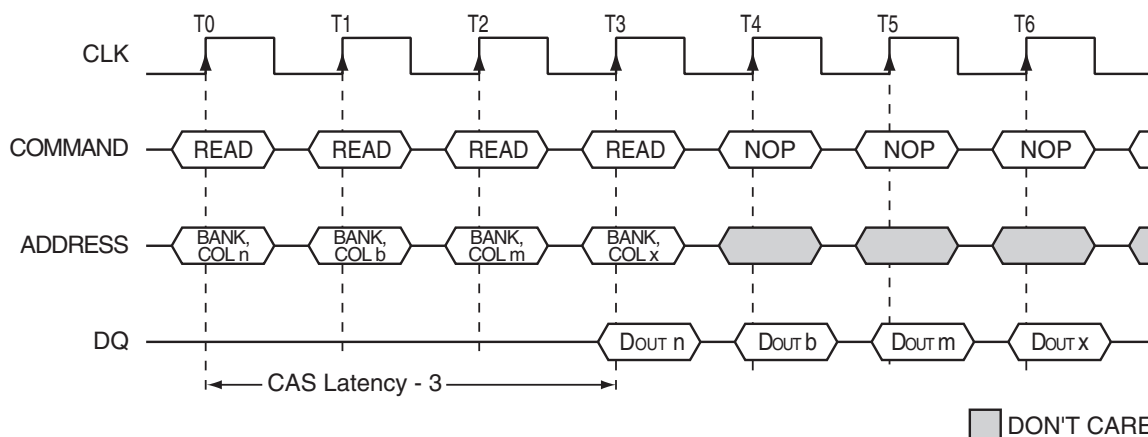 T0 T1 T2 T3 T4 T5 T6
CLK
COMMAND READ READ READ READ NOP NOP NOP
ADDRESS BANK, COL n BANK, COL b BANK, COL m BANK, COL x
DQ DOUT n DOUT b DOUT m DOUT x
CAS Latency - 3
DON'T CARE